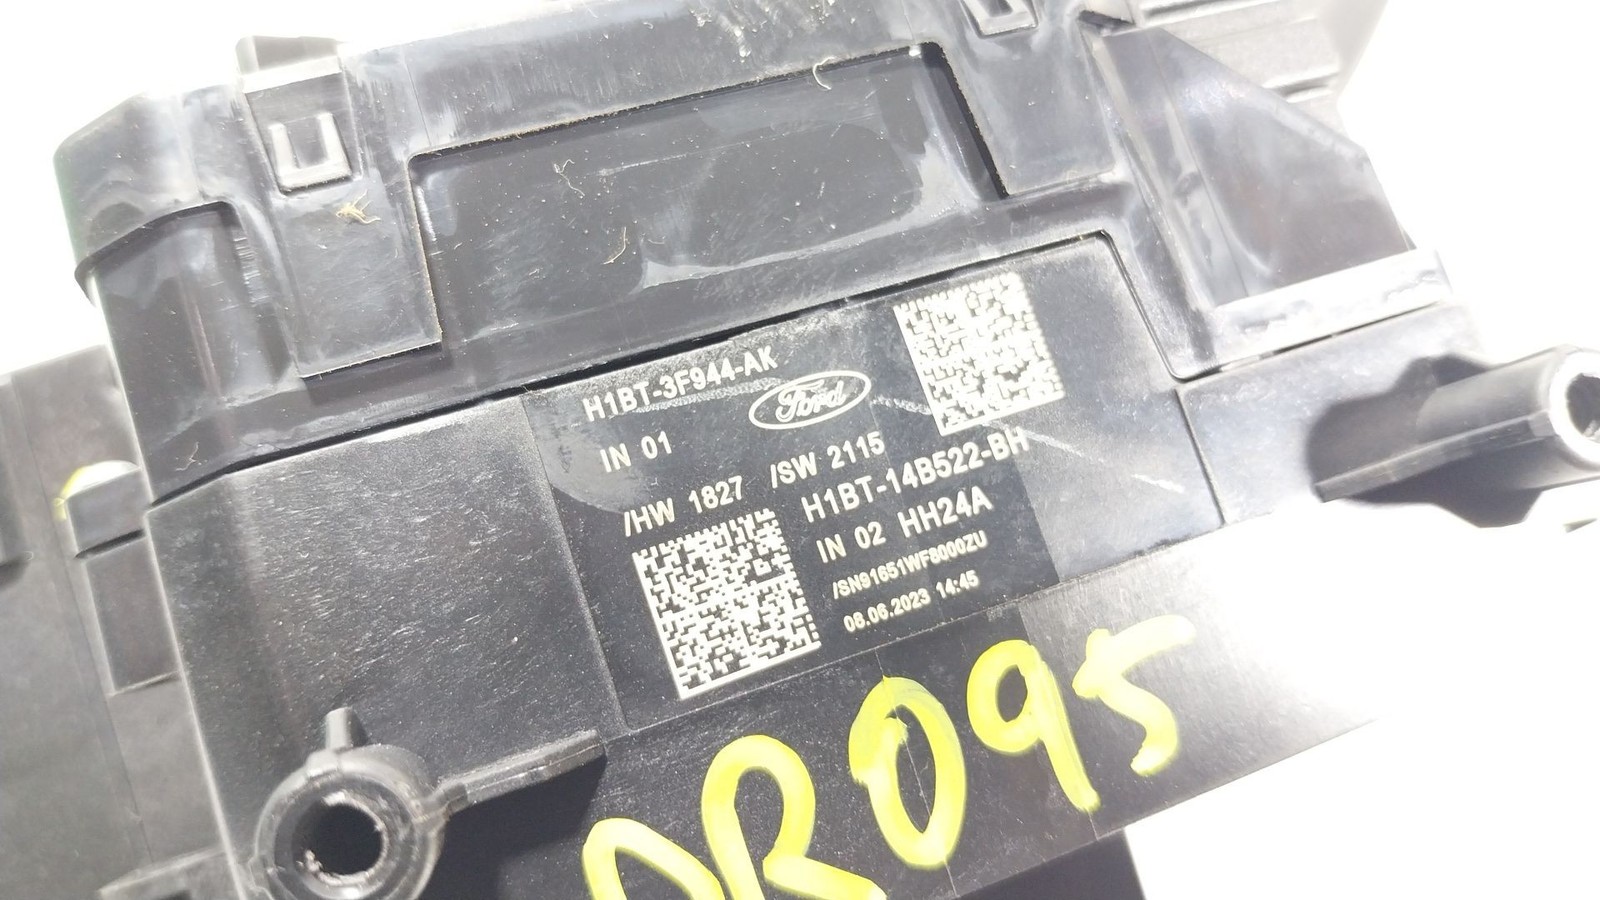 H1BT-3F944-AK
IN 01
Ford
/HW 1827 /SW 2115
H1BT-14B522-BH
IN 02 HH24A
/SN91651WF8000ZU
08.06.2023 14:45
R095